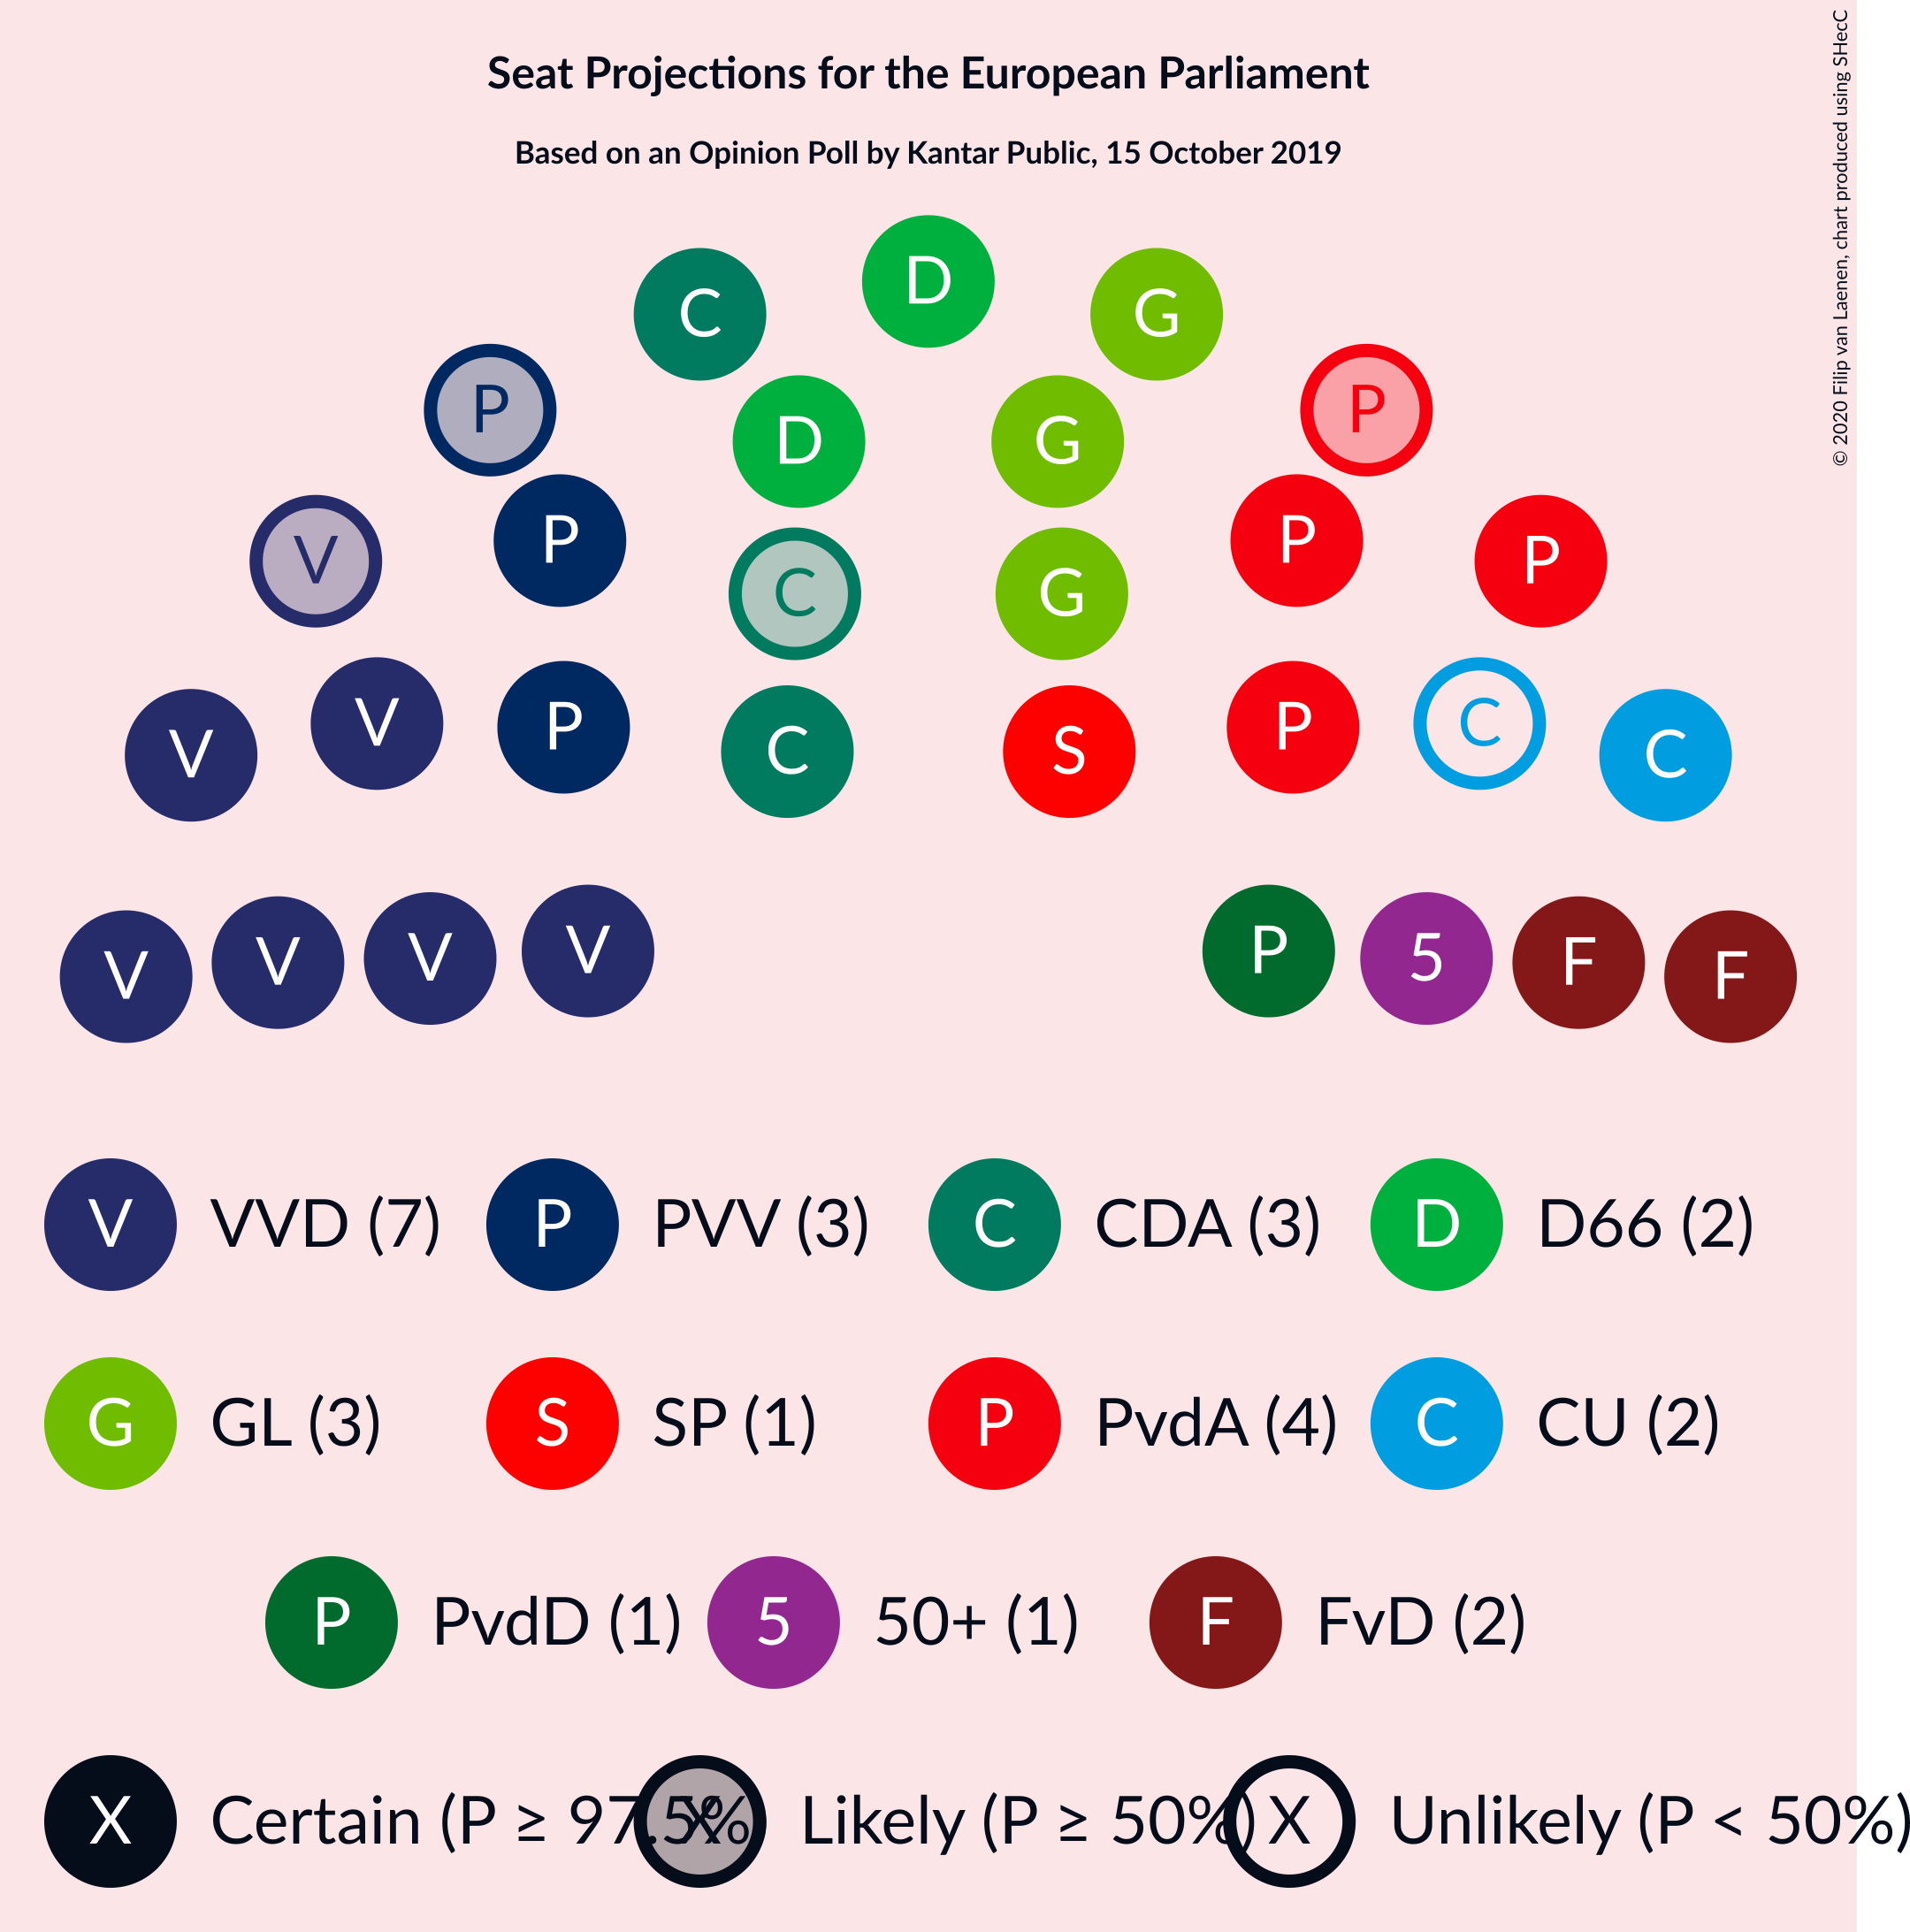 Seat Projections for the European Parliament
Based on an Opinion Poll by Kantar Public, 15 October 2019
© 2020 Filip van Laenen, chart produced using SHecC
D
C G
P P
D G
P P
V P
C G
V C
P P
V C
C S
V V V V P 5 F F
V VVD (7) P PVV (3) C CDA (3) D D66 (2)
G GL (3) S SP (1) P PvdA (4) C CU (2)
P PvdD (1) 5 50+ (1) F FvD (2)
X Certain (P ≥ 97.5% X Likely (P ≥ 50%) X Unlikely (P < 50%)